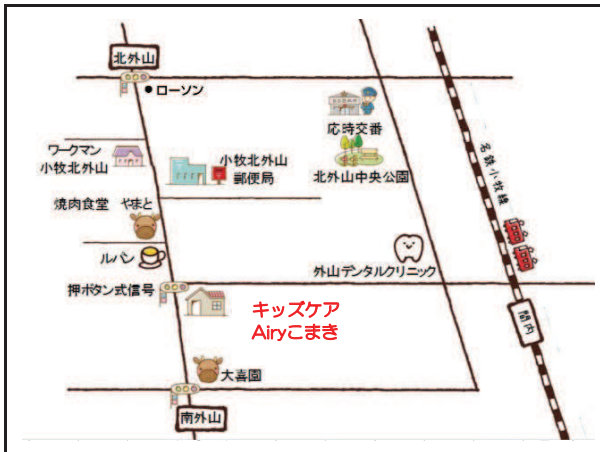 北外山
ローソン
応時交番
ワークマン
小牧北外山
小牧北外山
郵便局
北外山中央公園
名鉄小牧線
焼肉食堂 やまと
ルパン
外山デンタルクリニック
押ボタン式信号
キッズケア
Airyこまき
間内
大喜園
南外山